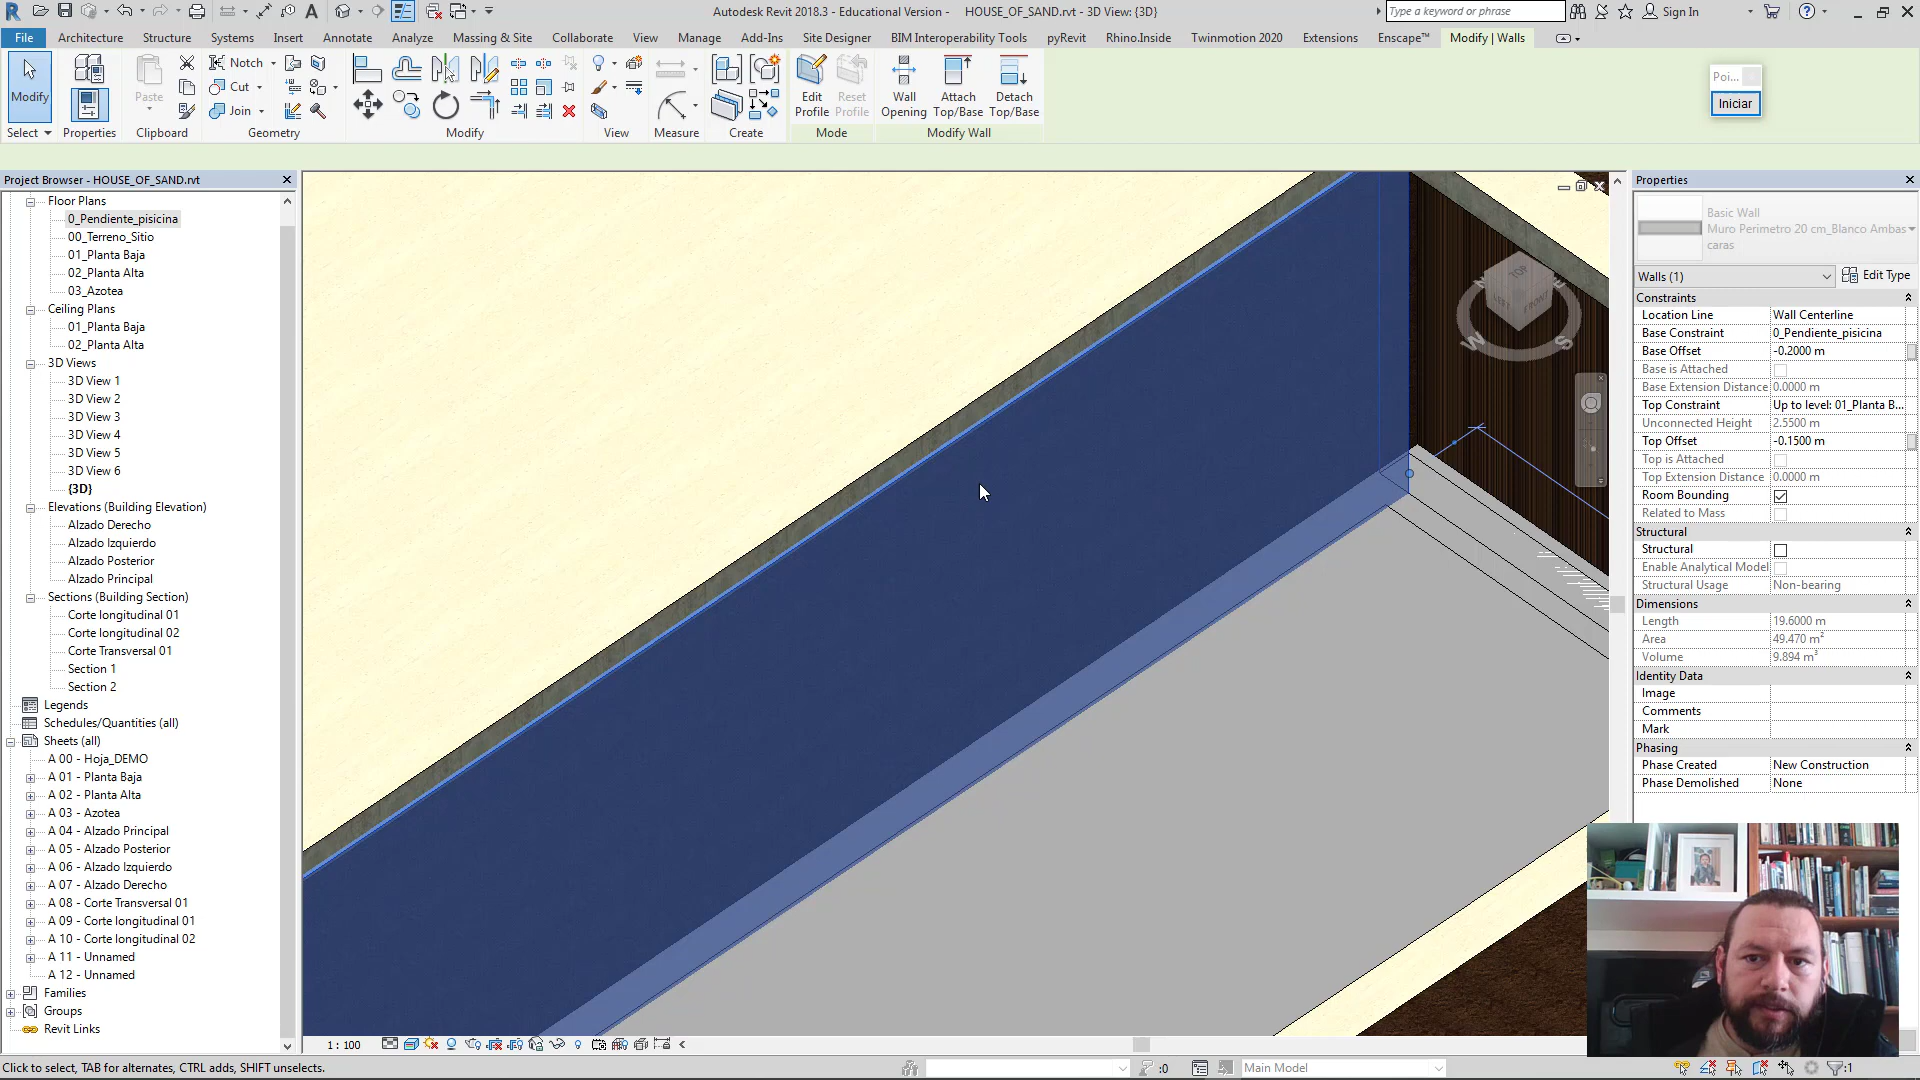 Autodesk Revit 2018.3 - Educational Version - HOUSE_OF_SAND.rvt - 3D View: {3D}
Type a keyword or phrase
Sign In
File Architecture Structure Systems Insert Annotate Analyze Massing & Site Collaborate View Manage Add-Ins Site Designer BIM Interoperability Tools pyRevit Rhino.Inside Twinmotion 2020 Extensions Enscape™ Modify | Walls
Modify
Paste
Notch
Cut
Join
Edit Profile
Reset Profile
Wall Opening
Attach Top/Base
Detach Top/Base
Poi...
Iniciar
Select Properties Clipboard Geometry Modify View Measure Create Mode Modify Wall
Project Browser - HOUSE_OF_SAND.rvt
Floor Plans
0_Pendiente_pisicina
00_Terreno_Sitio
01_Planta Baja
02_Planta Alta
03_Azotea
Ceiling Plans
01_Planta Baja
02_Planta Alta
3D Views
3D View 1
3D View 2
3D View 3
3D View 4
3D View 5
3D View 6
{3D}
Elevations (Building Elevation)
Alzado Derecho
Alzado Izquierdo
Alzado Posterior
Alzado Principal
Sections (Building Section)
Corte longitudinal 01
Corte longitudinal 02
Corte Transversal 01
Section 1
Section 2
Legends
Schedules/Quantities (all)
Sheets (all)
A 00 - Hoja_DEMO
A 01 - Planta Baja
A 02 - Planta Alta
A 03 - Azotea
A 04 - Alzado Principal
A 05 - Alzado Posterior
A 06 - Alzado Izquierdo
A 07 - Alzado Derecho
A 08 - Corte Transversal 01
A 09 - Corte longitudinal 01
A 10 - Corte longitudinal 02
A 11 - Unnamed
A 12 - Unnamed
Families
Groups
Revit Links
TOP
LEFT
FRONT
W
S
1 : 100
Properties
Basic Wall
Muro Perimetro 20 cm_Blanco Ambas
caras
Walls (1) Edit Type
Constraints
Location Line Wall Centerline
Base Constraint 0_Pendiente_pisicina
Base Offset -0.2000 m
Base is Attached
Base Extension Distance 0.0000 m
Top Constraint Up to level: 01_Planta B...
Unconnected Height 2.5500 m
Top Offset -0.1500 m
Top is Attached
Top Extension Distance 0.0000 m
Room Bounding
Related to Mass
Structural
Structural
Enable Analytical Model
Structural Usage Non-bearing
Dimensions
Length 19.6000 m
Area 49.470 m²
Volume 9.894 m³
Identity Data
Image
Comments
Mark
Phasing
Phase Created New Construction
Phase Demolished None
Click to select, TAB for alternates, CTRL adds, SHIFT unselects.
:0
Main Model
:1